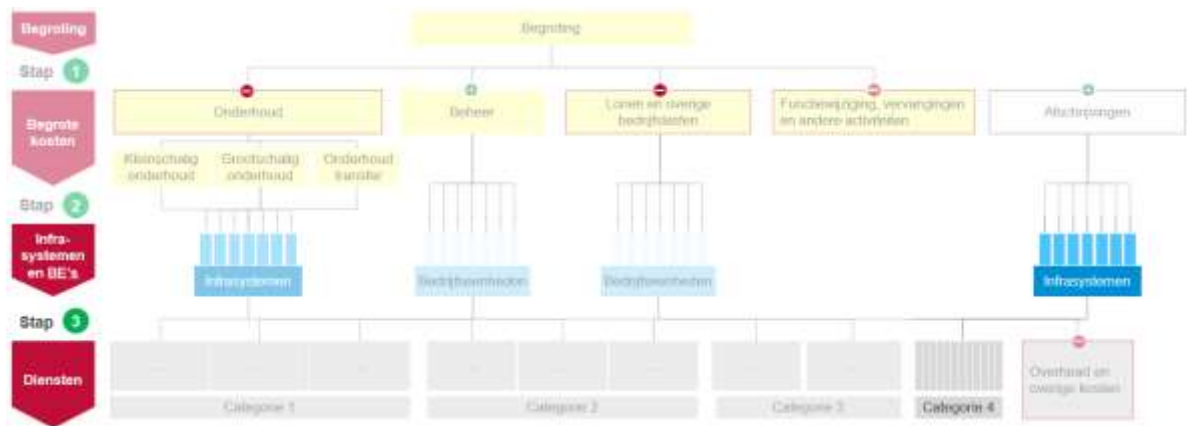 Begroting
Begroting
Stap 1
Begrote
kosten
Onderhoud
Beheer
Lonen en overige
bedrijfslasten
Functiewijziging, vervangingen
en andere activiteiten
Afschrijvingen
Kleinschalig
onderhoud
Grootschalig
onderhoud
Onderhoud
transfer
Stap 2
Infra-
systemen
en BE's
Infrasystemen
Bedrijfseenheden
Bedrijfseenheden
Infrasystemen
Stap 3
Diensten
...
...
...
...
...
...
...
...
Overhead en
overige kosten
Categorie 1
Categorie 2
Categorie 3
Categorie 4